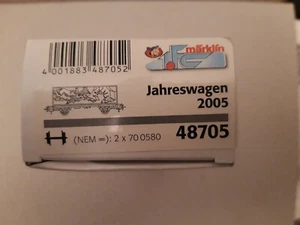 märklin
4 001883 487052
Jahreswagen
2005
(NEM =): 2 x 70 0580
48705